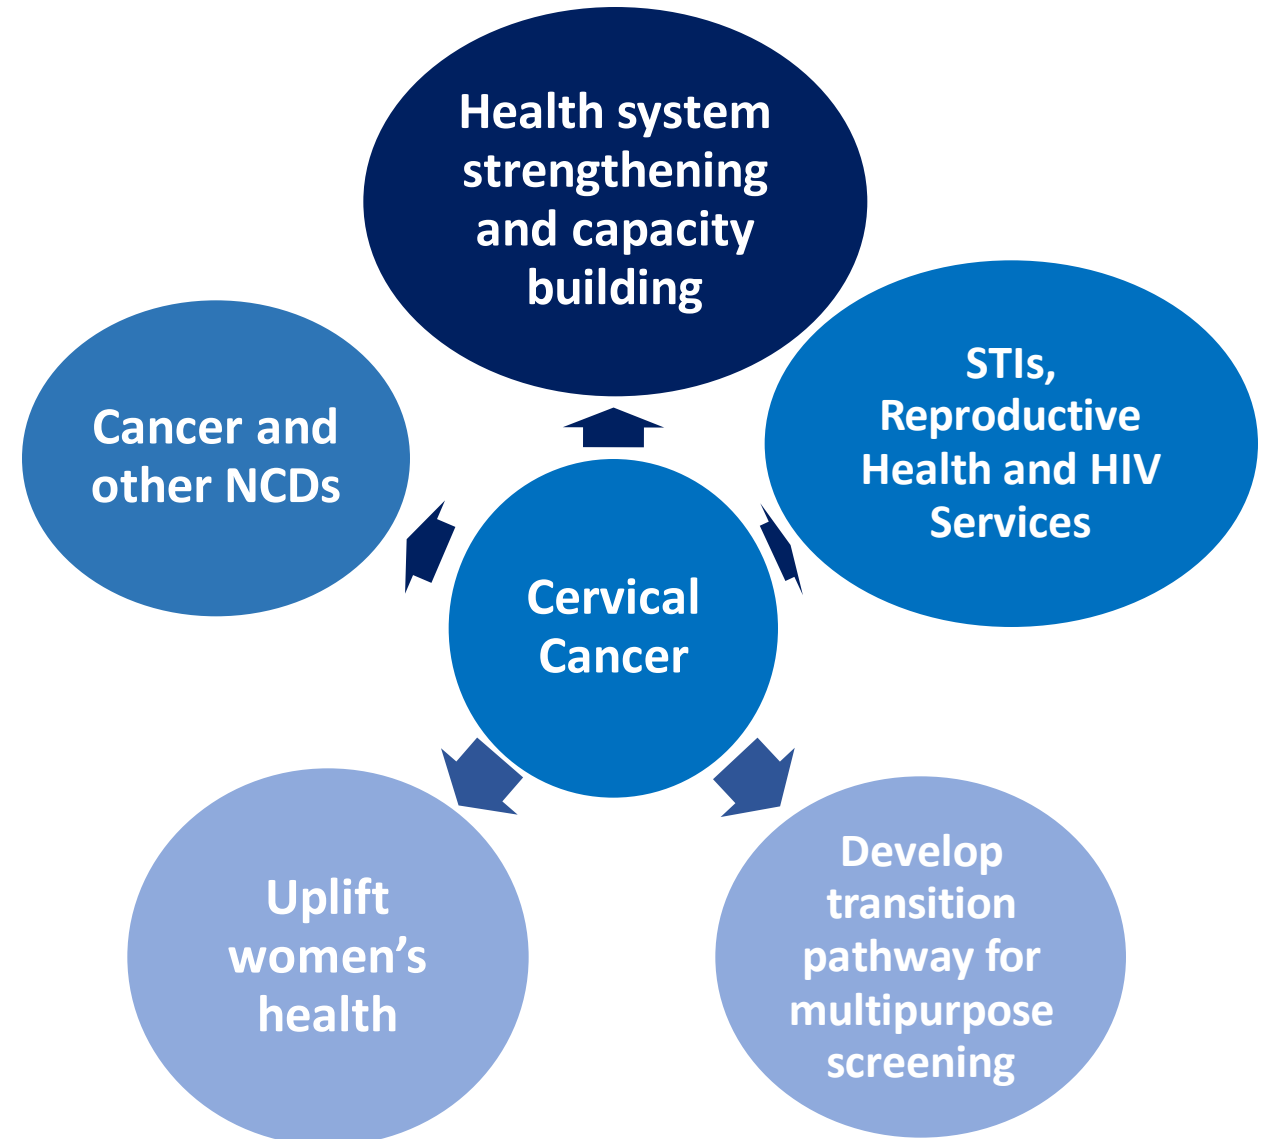 Health system
strengthening
and capacity
building
STIs,
Reproductive
Health and HIV
Services
Cancer and
other NCDs
Cervical
Cancer
Uplift
women’s
health
Develop
transition
pathway for
multipurpose
screening